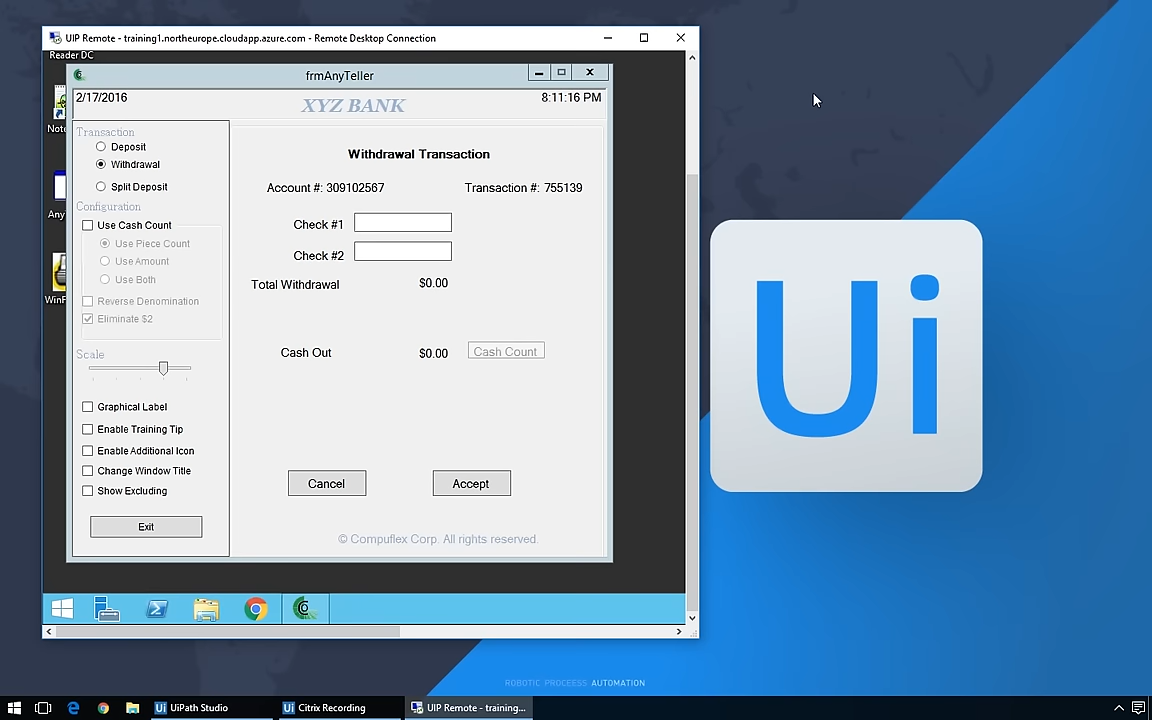 UIP Remote - training1.northeurope.cloudapp.azure.com - Remote Desktop Connection
Reader DC
frmAnyTeller
2/17/2016
XYZ BANK
8:11:16 PM
Note
Any
WinF
Transaction
Deposit
Withdrawal
Split Deposit
Configuration
Use Cash Count
Use Piece Count
Use Amount
Use Both
Reverse Denomination
Eliminate $2
Scale
Graphical Label
Enable Training Tip
Enable Additional Icon
Change Window Title
Show Excluding
Exit
Withdrawal Transaction
Account #: 309102567 Transaction #: 755139
Check #1
Check #2
Total Withdrawal $0.00
Cash Out $0.00 Cash Count
Cancel Accept
© Compuflex Corp. All rights reserved.
Ui
ROBOTIC PROCEESS AUTOMATION
Ui UiPath Studio
Ui Citrix Recording
UIP Remote - training...